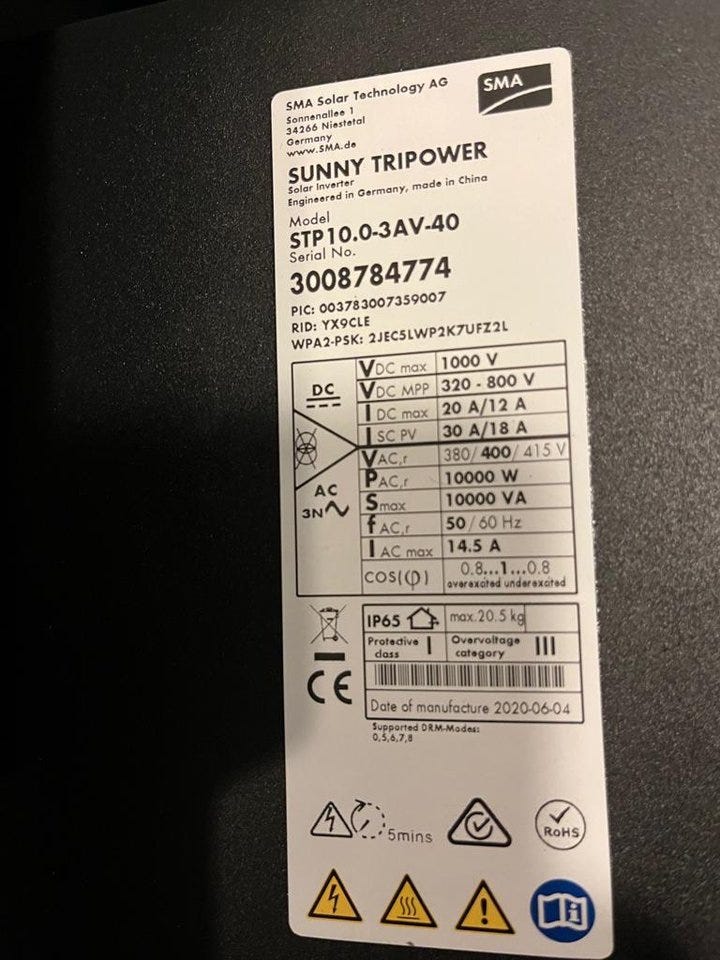 SMA Solar Technology AG
Sonnenallee 1
34266 Niestetal
Germany
www.SMA.de
SMA
SUNNY TRIPOWER
Solar Inverter
Engineered in Germany, made in China
Model
STP10.0-3AV-40
Serial No.
3008784774
PIC: 003783007359007
RID: YX9CLE
WPA2-PSK: 2JEC5LWP2K7UFZ2L
DC
VDC max 1000 V
VDC MPP 320 - 800 V
IDC max 20 A/12 A
ISC PV 30 A/18 A
AC
3N
VAC,r 380/400/415 V
PAC,r 10000 W
Smax 10000 VA
fAC,r 50/60 Hz
IAC max 14.5 A
cos(φ) 0.8...1...0.8
overexcited underexcited
IP65 max.20.5 kg
Protective class I Overvoltage category III
CE
Date of manufacture 2020-06-04
Supported DRM-Modes:
0,5,6,7,8
5mins
RoHS